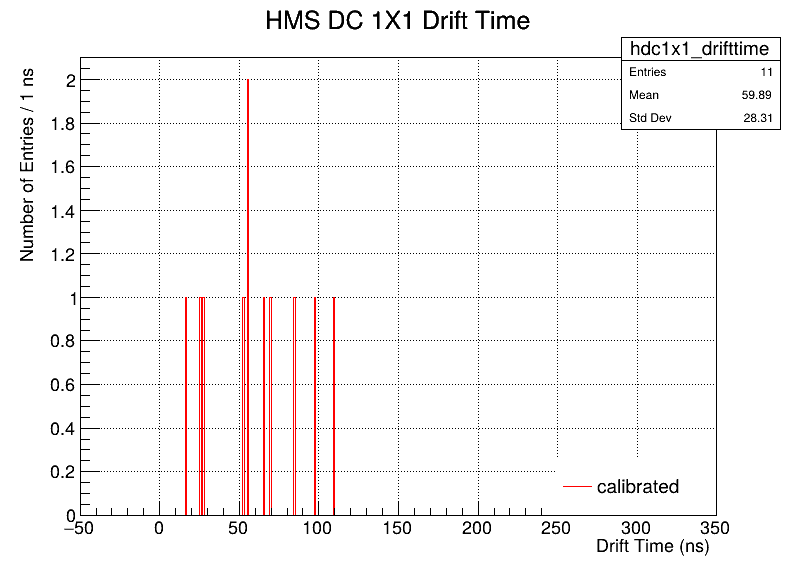 HMS DC 1X1 Drift Time
hdc1x1_drifttime
Entries 11
Mean 59.89
Std Dev 28.31
Number of Entries / 1 ns
2
1.8
1.6
1.4
1.2
1
0.8
0.6
0.4
0.2
0
calibrated
−50 0 50 100 150 200 250 300 350
Drift Time (ns)